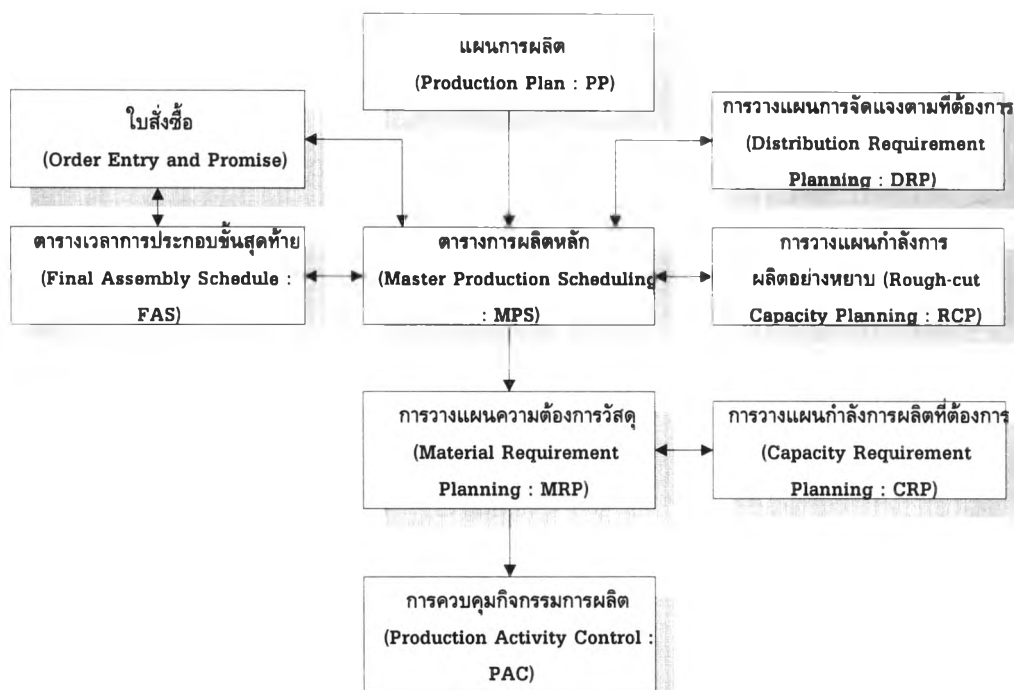 แผนการผลิต
(Production Plan : PP)
ใบสั่งซื้อ
(Order Entry and Promise)
การวางแผนการจัดแจงตามที่ต้องการ
(Distribution Requirement
Planning : DRP)
ตารางเวลาการประกอบขั้นสุดท้าย
(Final Assembly Schedule :
FAS)
ตารางการผลิตหลัก
(Master Production Scheduling
: MPS)
การวางแผนกำลังการ
ผลิตอย่างหยาบ (Rough-cut
Capacity Planning : RCP)
การวางแผนความต้องการวัสดุ
(Material Requirement
Planning : MRP)
การวางแผนกำลังการผลิตที่ต้องการ
(Capacity Requirement
Planning : CRP)
การควบคุมกิจกรรมการผลิต
(Production Activity Control :
PAC)